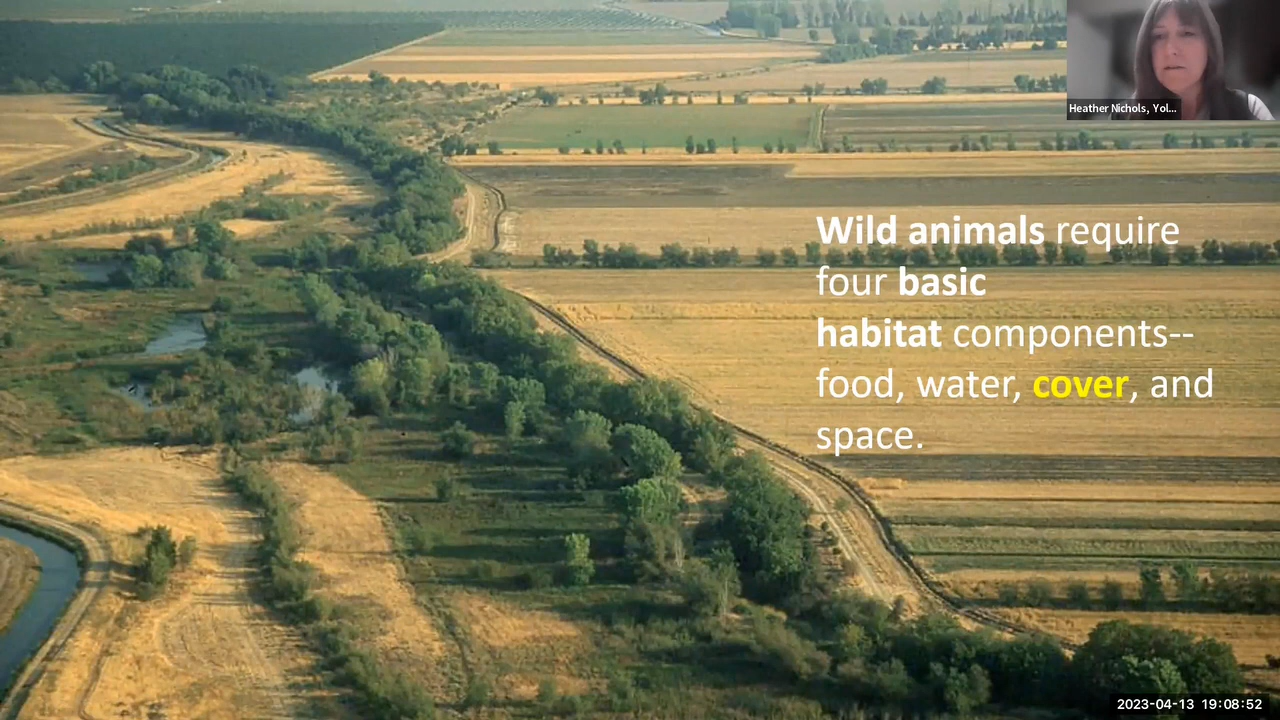 Heather Nichols, Yol...
Wild animals require
four basic
habitat components--
food, water, cover, and
space.
2023-04-13 19:08:52